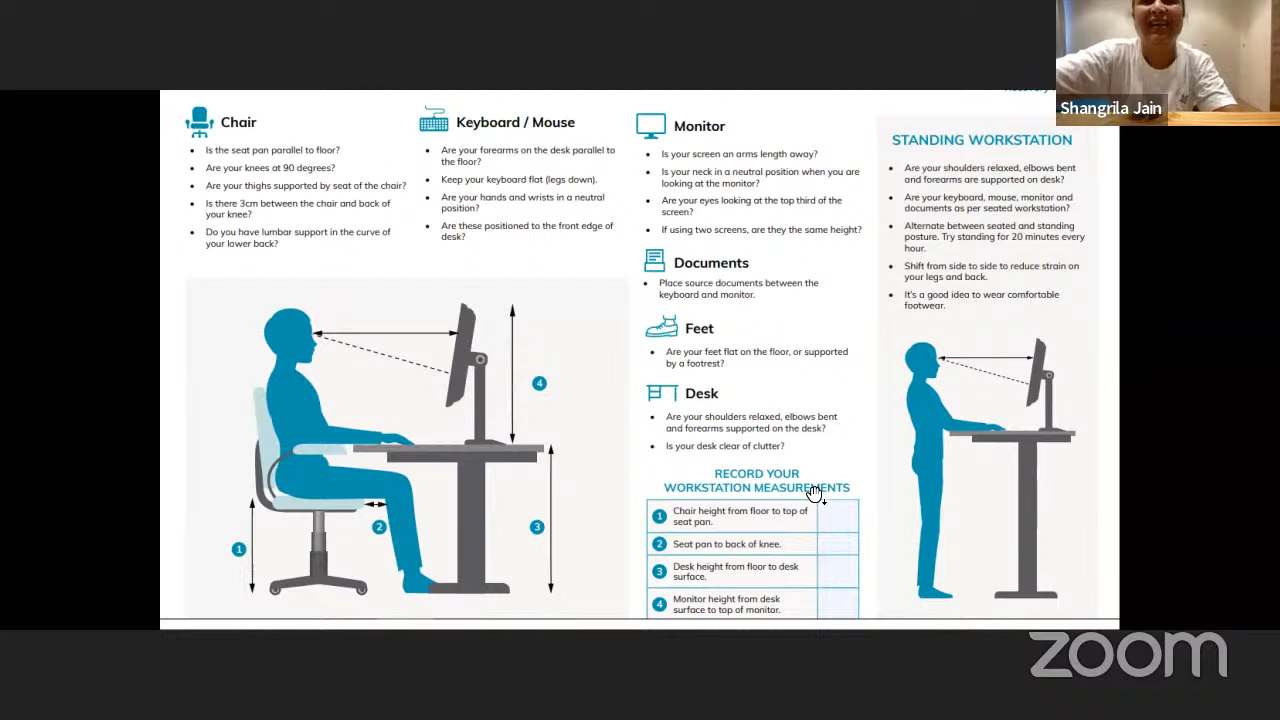 Shangrila Jain
Chair
Is the seat pan parallel to floor?
Are your knees at 90 degrees?
Are your thighs supported by seat of the chair?
Is there 3cm between the chair and back of
your knee?
Do you have lumbar support in the curve of
your lower back?
Keyboard / Mouse
Are your forearms on the desk parallel to
the floor?
Keep your keyboard flat (legs down).
Are your hands and wrists in a neutral
position?
Are these positioned to the front edge of
desk?
Monitor
Is your screen an arms length away?
Is your neck in a neutral position when you
are looking at the monitor?
Are your eyes looking at the top third of the
screen?
If using two screens, are they the same height?
Documents
Place source documents between the
keyboard and monitor.
Feet
Are your feet flat on the floor, or supported
by a footrest?
Desk
Are your shoulders relaxed, elbows bent
and forearms supported on the desk?
Is your desk clear of clutter?
RECORD YOUR
WORKSTATION MEASUREMENTS
1 Chair height from floor to top of
seat pan.
2 Seat pan to back of knee.
3 Desk height from floor to desk
surface.
4 Monitor height from desk
surface to top of monitor.
STANDING WORKSTATION
Are your shoulders relaxed, elbows bent
and forearms are supported on desk?
Are your keyboard, mouse, monitor and
documents as per seated workstation?
Alternate between seated and standing
posture. Try standing for 20 minutes every
hour.
Shift from side to side to reduce strain on
your legs and back.
It's a good idea to wear comfortable
footwear.
4
2
3
1
zoom